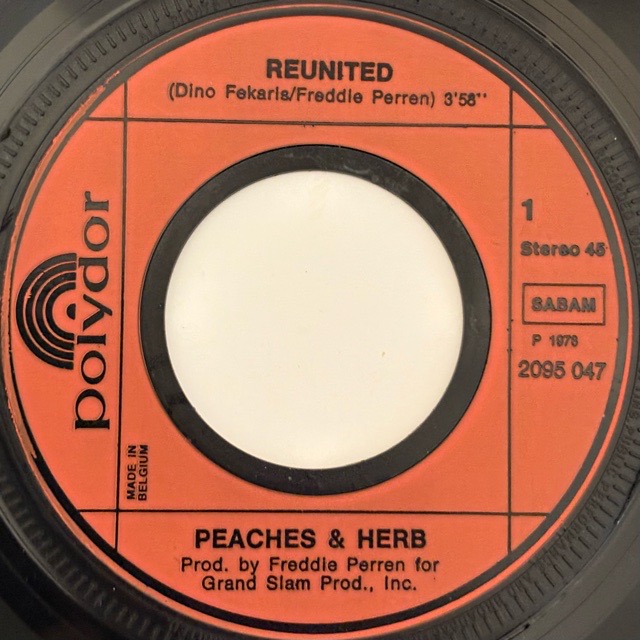 REUNITED
(Dino Fekaris/Freddie Perren) 3'58''
polydor
1
Stereo 45
SABAM
P 1978
2095 047
MADE IN
BELGIUM
PEACHES & HERB
Prod. by Freddie Perren for
Grand Slam Prod., Inc.